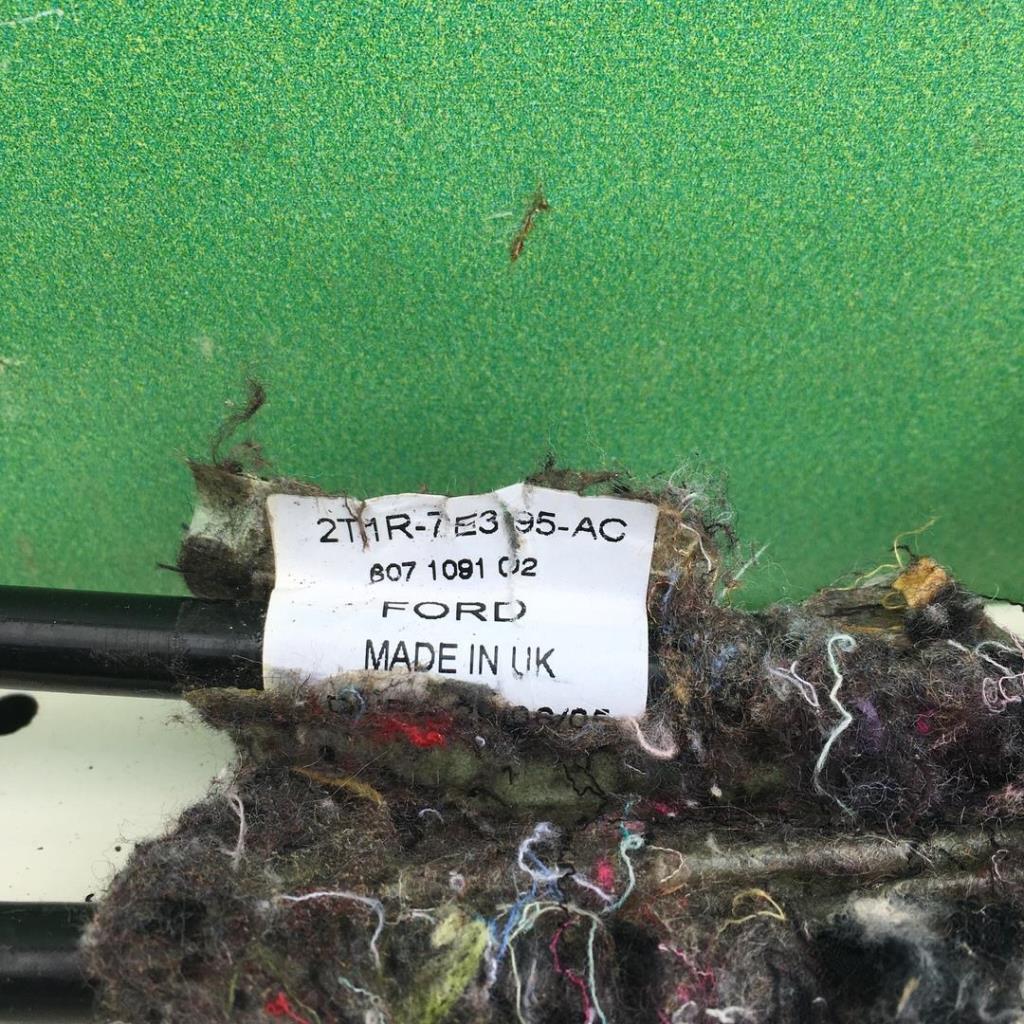 2T1R-7E395-AC
607 1091 02
FORD
MADE IN UK